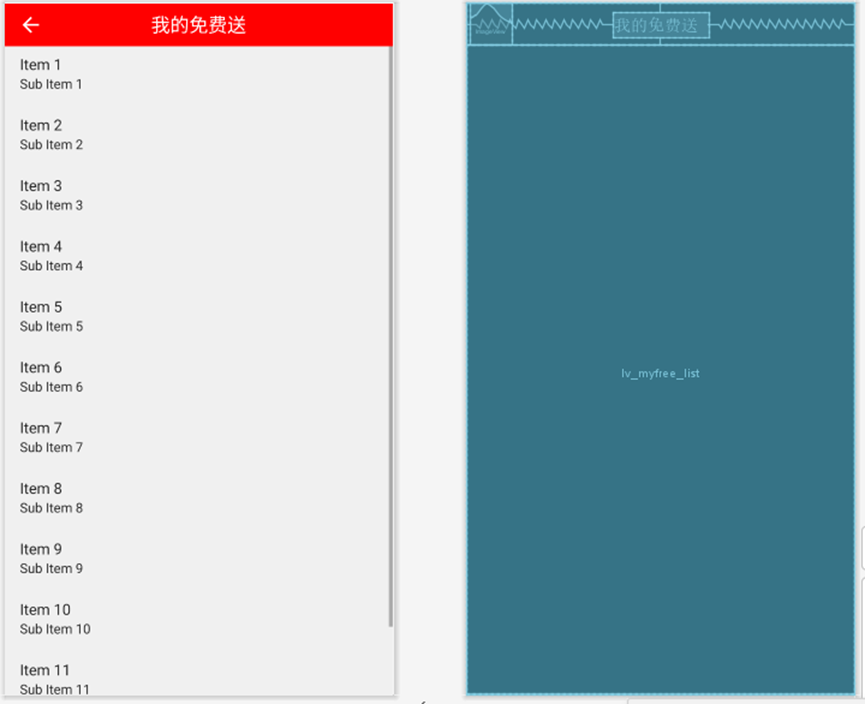 我的免费送
Item 1
Sub Item 1
Item 2
Sub Item 2
Item 3
Sub Item 3
Item 4
Sub Item 4
Item 5
Sub Item 5
Item 6
Sub Item 6
Item 7
Sub Item 7
Item 8
Sub Item 8
Item 9
Sub Item 9
Item 10
Sub Item 10
Item 11
Sub Item 11
我的免费送
lv_myfree_list